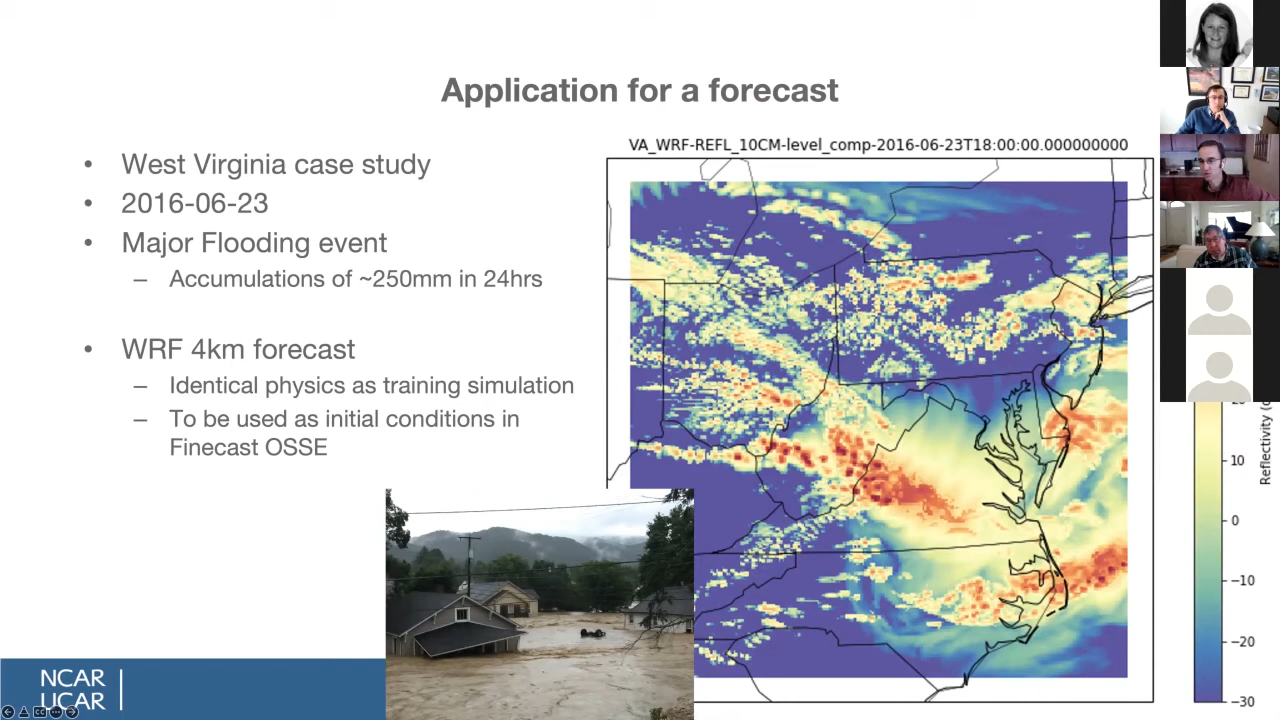 Application for a forecast
• West Virginia case study
• 2016-06-23
• Major Flooding event
– Accumulations of ~250mm in 24hrs
• WRF 4km forecast
– Identical physics as training simulation
– To be used as initial conditions in
Finecast OSSE
VA_WRF-REFL_10CM-level_comp-2016-06-23T18:00:00.000000000
10
0
−10
−20
−30
Reflectivity
NCAR
UCAR